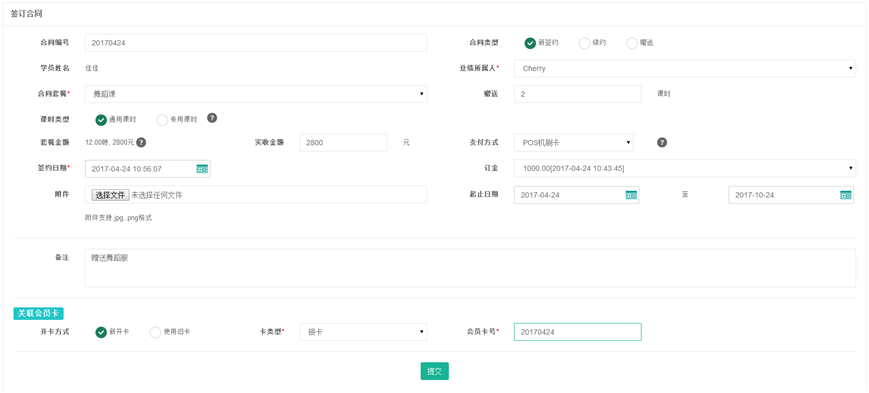 签订合同
合同编号 20170424 合同类型 新签约 续约 赠送
学员姓名 佳佳 业绩所属人* Cherry
合同套餐* 舞蹈课 赠送 2 课时
课时类型 通用课时 专用课时 ?
套餐金额 12.00時, 2800元 ? 实收金额 2800 元 支付方式 POS机刷卡 ?
签约日期* 2017-04-24 10:56:07 订金 1000.00[2017-04-24 10:43:45]
附件 选择文件 未选择任何文件 起止日期 2017-04-24 至 2017-10-24
附件支持.jpg,.png格式
备注 赠送舞蹈服
关联会员卡
开卡方式 新开卡 使用旧卡 卡类型* 银卡 会员卡号* 20170424
提交